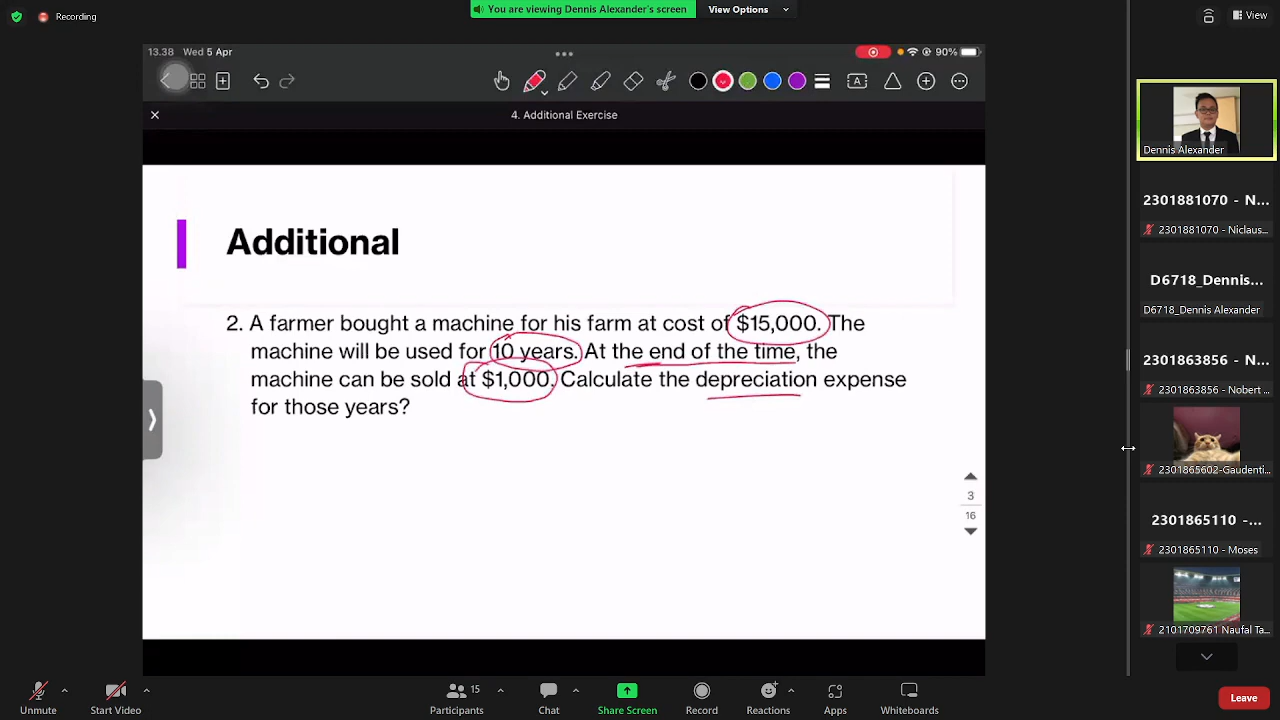 Recording
You are viewing Dennis Alexander's screen
View Options
View
13.38 Wed 5 Apr
90%
A
4. Additional Exercise
Additional
2. A farmer bought a machine for his farm at cost of $15,000. The
machine will be used for 10 years. At the end of the time, the
machine can be sold at $1,000. Calculate the depreciation expense
for those years?
3
16
Dennis Alexander
2301881070 - N...
2301881070 - Niclaus...
D6718_Dennis...
D6718_Dennis Alexander
2301863856 - N...
2301863856 - Nobert ...
2301865602-Gaudenti...
2301865110 -...
2301865110 - Moses
2101709761 Naufal Ta...
Unmute
Start Video
15
Participants
Chat
Share Screen
Record
Reactions
Apps
Whiteboards
Leave